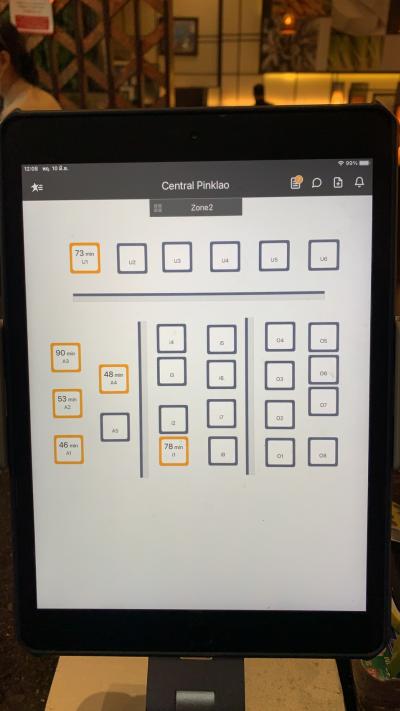 12:08 พฤ. 10 มี.ค. 99%
Central Pinklao
Zone2
73 min
U1 U2 U3 U4 U5 U6
i4 i5 O4 O5
90 min
A3
48 min
A4
i3 i6 O3 O6
53 min
A2
i7 O7
A5 i2 O2
46 min
A1
78 min
i1 i8 O1 O8